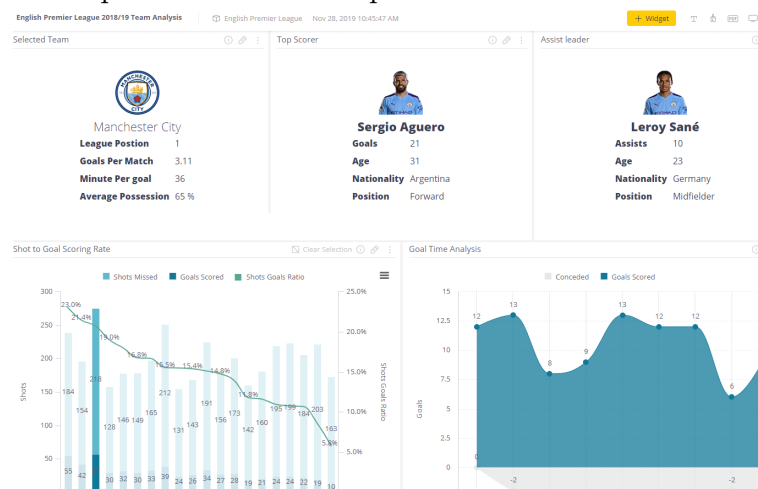 English Premier League 2018/19 Team Analysis
English Premier League Nov 28, 2019 10:45:47 AM
+ Widget
PDF
Selected Team
Top Scorer
Assist leader
MANCHESTER
CITY
Manchester City
League Postion 1
Goals Per Match 3.11
Minute Per goal 36
Average Possession 65 %
Sergio Aguero
Goals 21
Age 31
Nationality Argentina
Position Forward
Leroy Sané
Assists 10
Age 23
Nationality Germany
Position Midfielder
Shot to Goal Scoring Rate
Clear Selection
Goal Time Analysis
Shots Missed Goals Scored Shots Goals Ratio
Conceded Goals Scored
300
250
200
150
100
50
Shots
25.0%
20.0%
15.0%
10.0%
5.0%
Shots Goals Ratio
23.0%
21.4%
19.0%
16.8%
15.5%
15.4%
14.8%
11.8%
5.8%
184 154 218 128 146 149 165 212 131 143 191 156 173 142 160 195 199 184 203 163
55 42 30 32 30 33 39 24 26 34 27 28 19 21 24 24 22 19 10
15
12.5
10
7.5
5
2.5
0
Goals
12 13 8 9 13 12 12 6
0 -2 -2